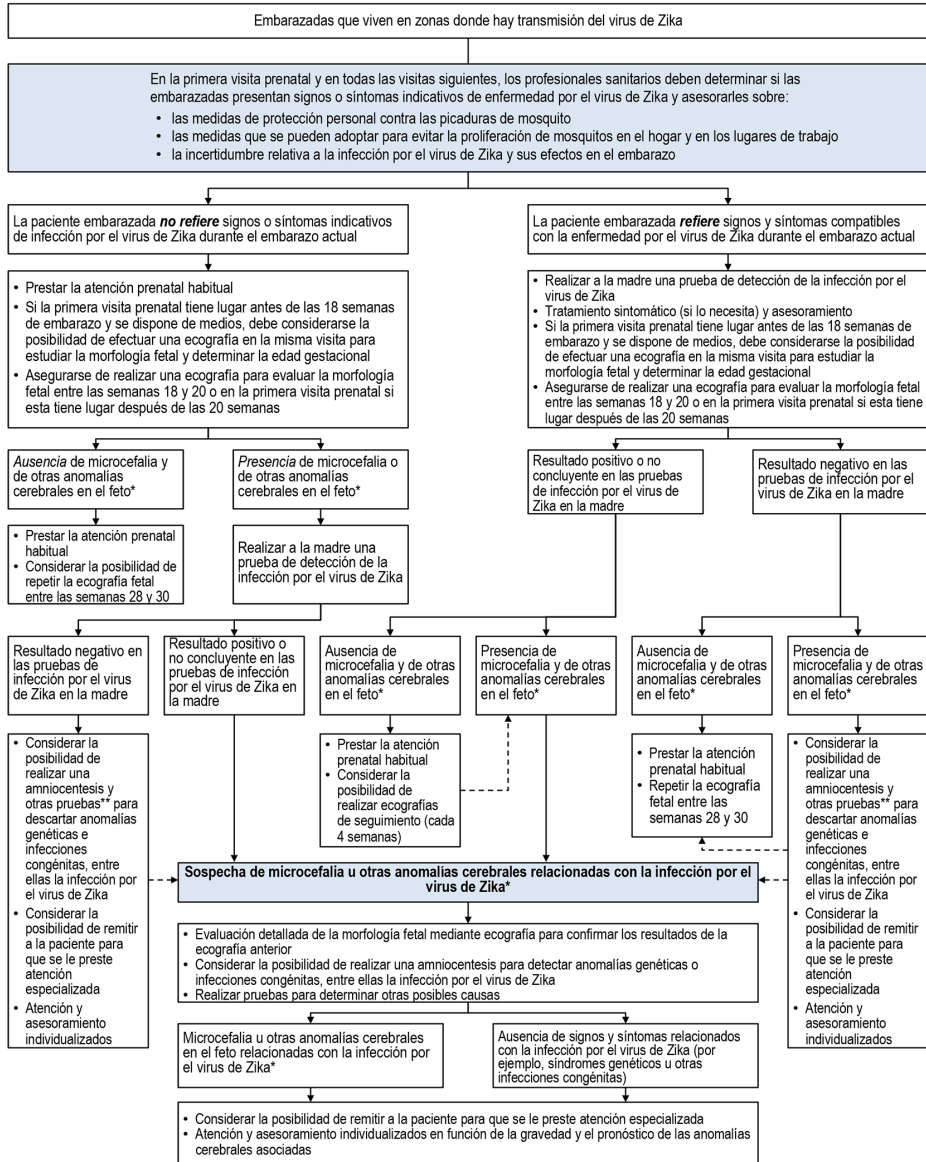 Embarazadas que viven en zonas donde hay transmisión del virus de Zika
En la primera visita prenatal y en todas las visitas siguientes, los profesionales sanitarios deben determinar si las
embarazadas presentan signos o síntomas indicativos de enfermedad por el virus de Zika y asesorarles sobre:
• las medidas de protección personal contra las picaduras de mosquito
• las medidas que se pueden adoptar para evitar la proliferación de mosquitos en el hogar y en los lugares de trabajo
• la incertidumbre relativa a la infección por el virus de Zika y sus efectos en el embarazo
La paciente embarazada no refiere signos o síntomas indicativos
de infección por el virus de Zika durante el embarazo actual
La paciente embarazada refiere signos y síntomas compatibles
con la enfermedad por el virus de Zika durante el embarazo actual
• Prestar la atención prenatal habitual
• Si la primera visita prenatal tiene lugar antes de las 18 semanas
de embarazo y se dispone de medios, debe considerarse la
posibilidad de efectuar una ecografía en la misma visita para
estudiar la morfología fetal y determinar la edad gestacional
• Asegurarse de realizar una ecografía para evaluar la morfología
fetal entre las semanas 18 y 20 o en la primera visita prenatal si
esta tiene lugar después de las 20 semanas
• Realizar a la madre una prueba de detección de la infección por el
virus de Zika
• Tratamiento sintomático (si lo necesita) y asesoramiento
• Si la primera visita prenatal tiene lugar antes de las 18 semanas de
embarazo y se dispone de medios, debe considerarse la posibilidad
de efectuar una ecografía en la misma visita para estudiar la
morfología fetal y determinar la edad gestacional
• Asegurarse de realizar una ecografía para evaluar la morfología fetal
entre las semanas 18 y 20 o en la primera visita prenatal si esta tiene
lugar después de las 20 semanas
Ausencia de microcefalia y
de otras anomalías
cerebrales en el feto*
Presencia de microcefalia o
de otras anomalías
cerebrales en el feto*
Resultado positivo o no
concluyente en las pruebas
de infección por el virus de
Zika en la madre
Resultado negativo en las
pruebas de infección por el
virus de Zika en la madre
• Prestar la atención prenatal
habitual
• Considerar la posibilidad de
repetir la ecografía fetal
entre las semanas 28 y 30
Realizar a la madre una
prueba de detección de la
infección por el virus de Zika
Resultado negativo en
las pruebas de
infección por el virus
de Zika en la madre
Resultado positivo o
no concluyente en las
pruebas de infección
por el virus de Zika en
la madre
Ausencia de
microcefalia y de otras
anomalías cerebrales
en el feto*
Presencia de
microcefalia y de otras
anomalías cerebrales
en el feto*
Ausencia de
microcefalia y de otras
anomalías cerebrales
en el feto*
Presencia de
microcefalia y de otras
anomalías cerebrales
en el feto*
• Considerar la
posibilidad de
realizar una
amniocentesis y
otras pruebas** para
descartar anomalías
genéticas e
infecciones
congénitas, entre
ellas la infección por
el virus de Zika
• Considerar la
posibilidad de remitir
a la paciente para
que se le preste
atención
especializada
• Atención y
asesoramiento
individualizados
• Prestar la atención
prenatal habitual
• Considerar la
posibilidad de
realizar ecografías
de seguimiento (cada
4 semanas)
• Prestar la atención
prenatal habitual
• Repetir la ecografía
fetal entre las
semanas 28 y 30
• Considerar la
posibilidad de
realizar una
amniocentesis y
otras pruebas** para
descartar anomalías
genéticas e
infecciones
congénitas, entre
ellas la infección por
el virus de Zika
• Considerar la
posibilidad de remitir
a la paciente para
que se le preste
atención
especializada
• Atención y
asesoramiento
individualizados
Sospecha de microcefalia u otras anomalías cerebrales relacionadas con la infección por el
virus de Zika*
• Evaluación detallada de la morfología fetal mediante ecografía para confirmar los resultados de la
ecografía anterior
• Considerar la posibilidad de realizar una amniocentesis para detectar anomalías genéticas o
infecciones congénitas, entre ellas la infección por el virus de Zika
• Realizar pruebas para determinar otras posibles causas
Microcefalia u otras anomalías cerebrales
en el feto relacionadas con la infección por
el virus de Zika*
Ausencia de signos y síntomas relacionados
con la infección por el virus de Zika (por
ejemplo, síndromes genéticos u otras
infecciones congénitas)
• Considerar la posibilidad de remitir a la paciente para que se le preste atención especializada
• Atención y asesoramiento individualizados en función de la gravedad y el pronóstico de las anomalías
cerebrales asociadas